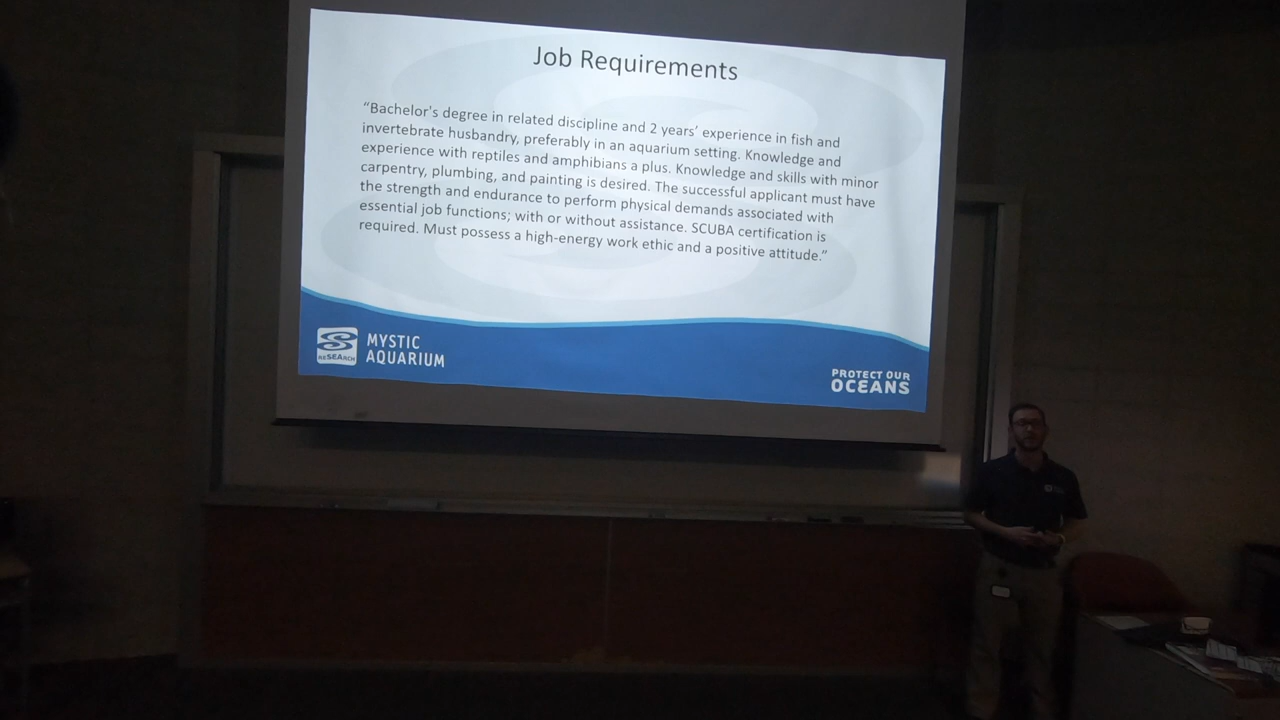 Job Requirements
“Bachelor's degree in related discipline and 2 years’ experience in fish and
invertebrate husbandry, preferably in an aquarium setting. Knowledge and
experience with reptiles and amphibians a plus. Knowledge and skills with minor
carpentry, plumbing, and painting is desired. The successful applicant must have
the strength and endurance to perform physical demands associated with
essential job functions; with or without assistance. SCUBA certification is
required. Must possess a high-energy work ethic and a positive attitude.”
reSEArch
MYSTIC
AQUARIUM
PROTECT OUR
OCEANS